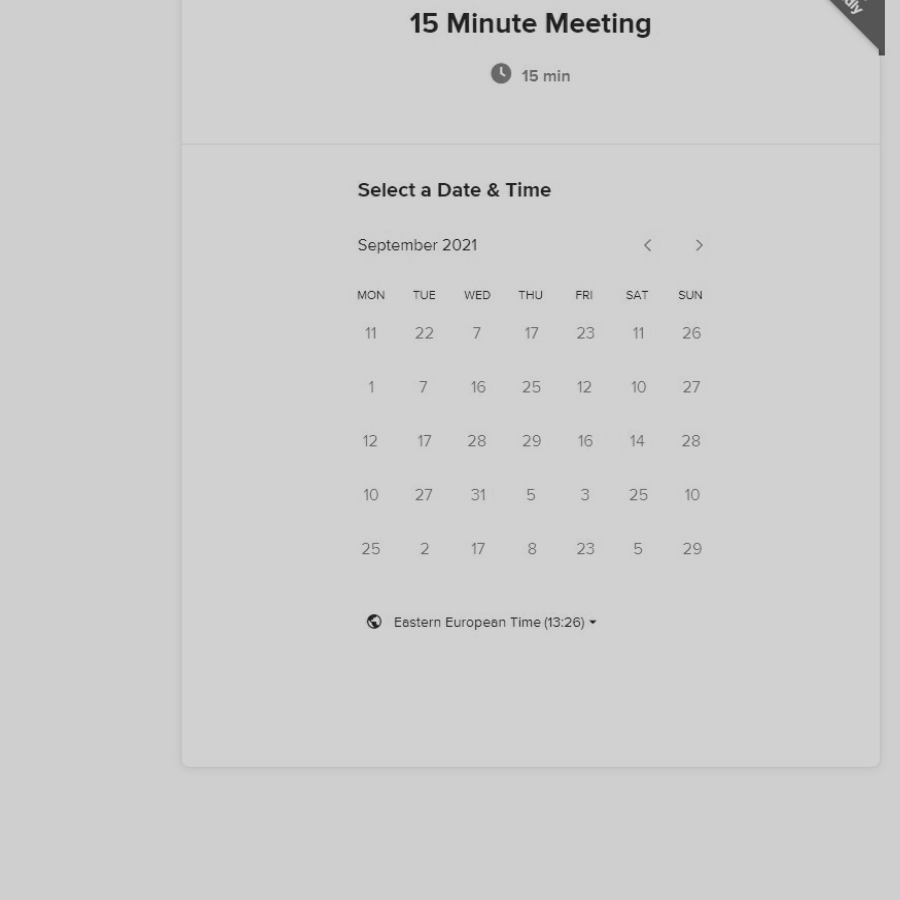 15 Minute Meeting
15 min
Select a Date & Time
September 2021
MON TUE WED THU FRI SAT SUN
11 22 7 17 23 11 26
1 7 16 25 12 10 27
12 17 28 29 16 14 28
10 27 31 5 3 25 10
25 2 17 8 23 5 29
Eastern European Time (13:26)